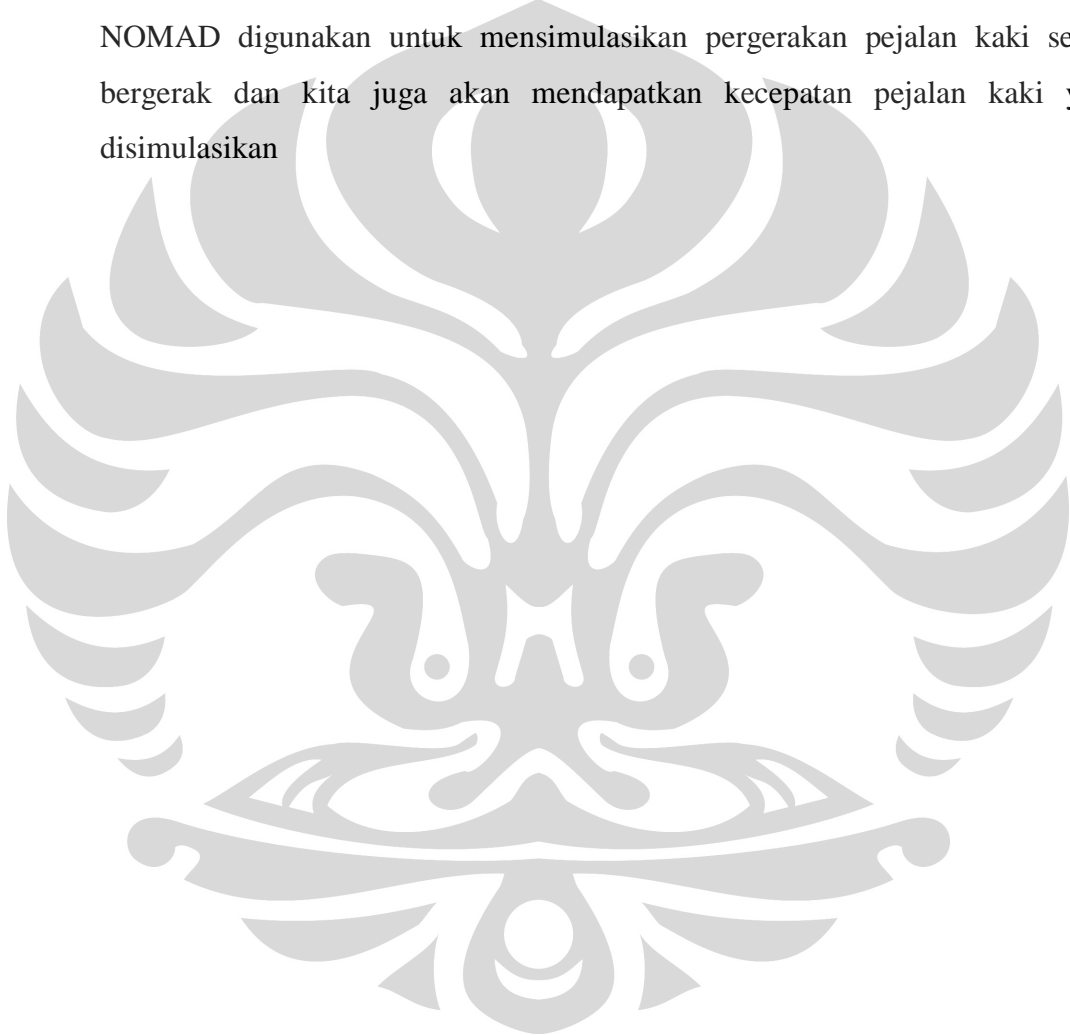 NOMAD digunakan untuk mensimulasikan pergerakan pejalan kaki
bergerak dan kita juga akan mendapatkan kecepatan pejalan kaki
disimulasikan